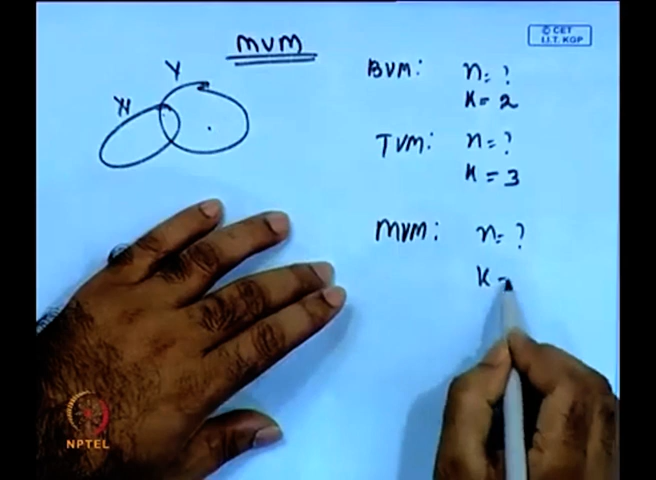 MVM
© CET
I.I.T. KGP
X
Y
BVM: n = ?
K = 2
TVM: n = ?
K = 3
MVM: n = ?
K =
NPTEL